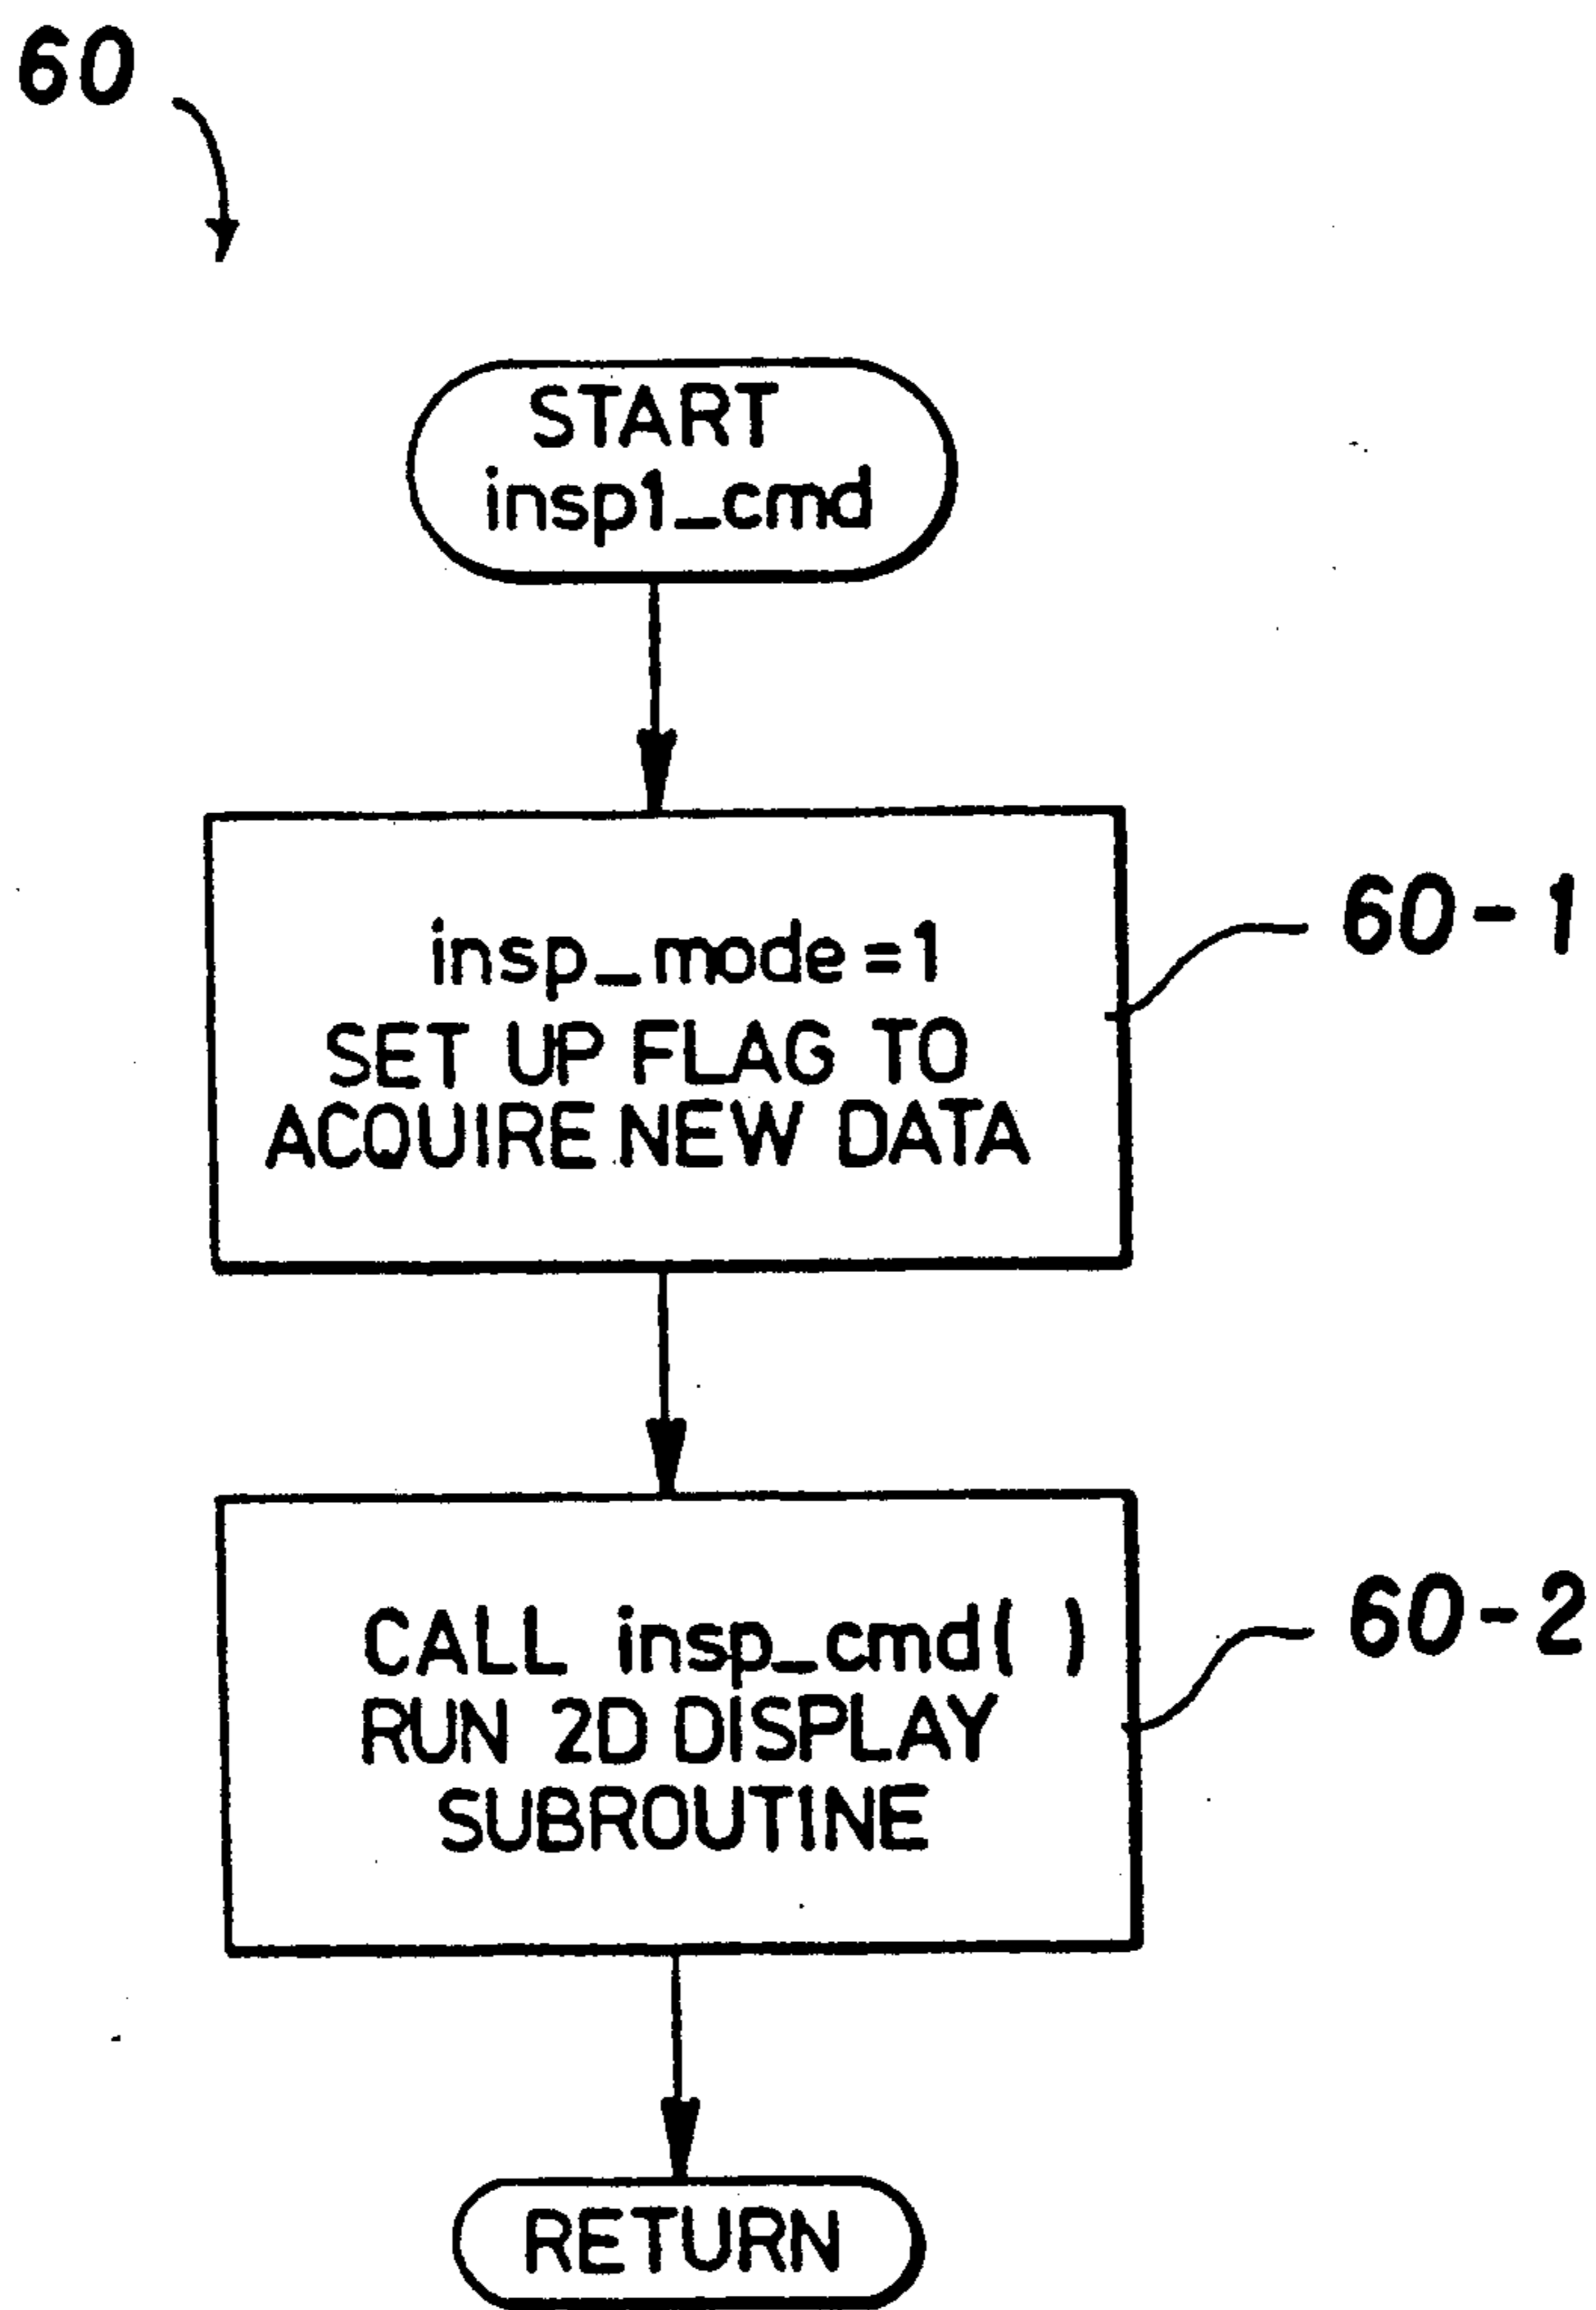 60
START
insp1_cmd
insp_mode=1
SET UP FLAG TO
ACQUIRE NEW DATA
60-1
CALL insp_cmd( )
RUN 2D DISPLAY
SUBROUTINE
60-2
RETURN